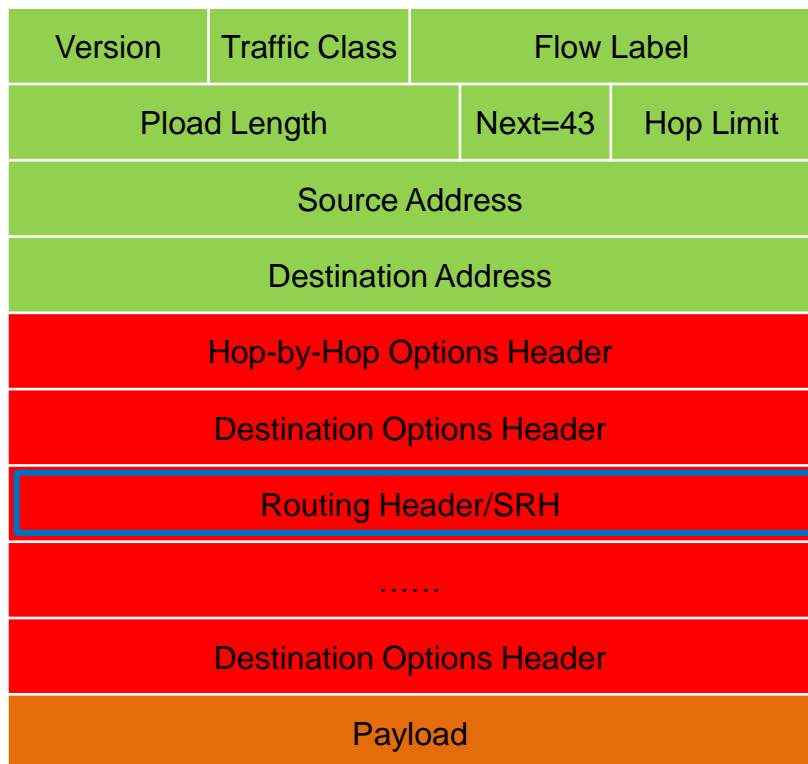 Version Traffic Class Flow Label
Pload Length Next=43 Hop Limit
Source Address
Destination Address
Hop-by-Hop Options Header
Destination Options Header
Routing Header/SRH
……
Destination Options Header
Payload